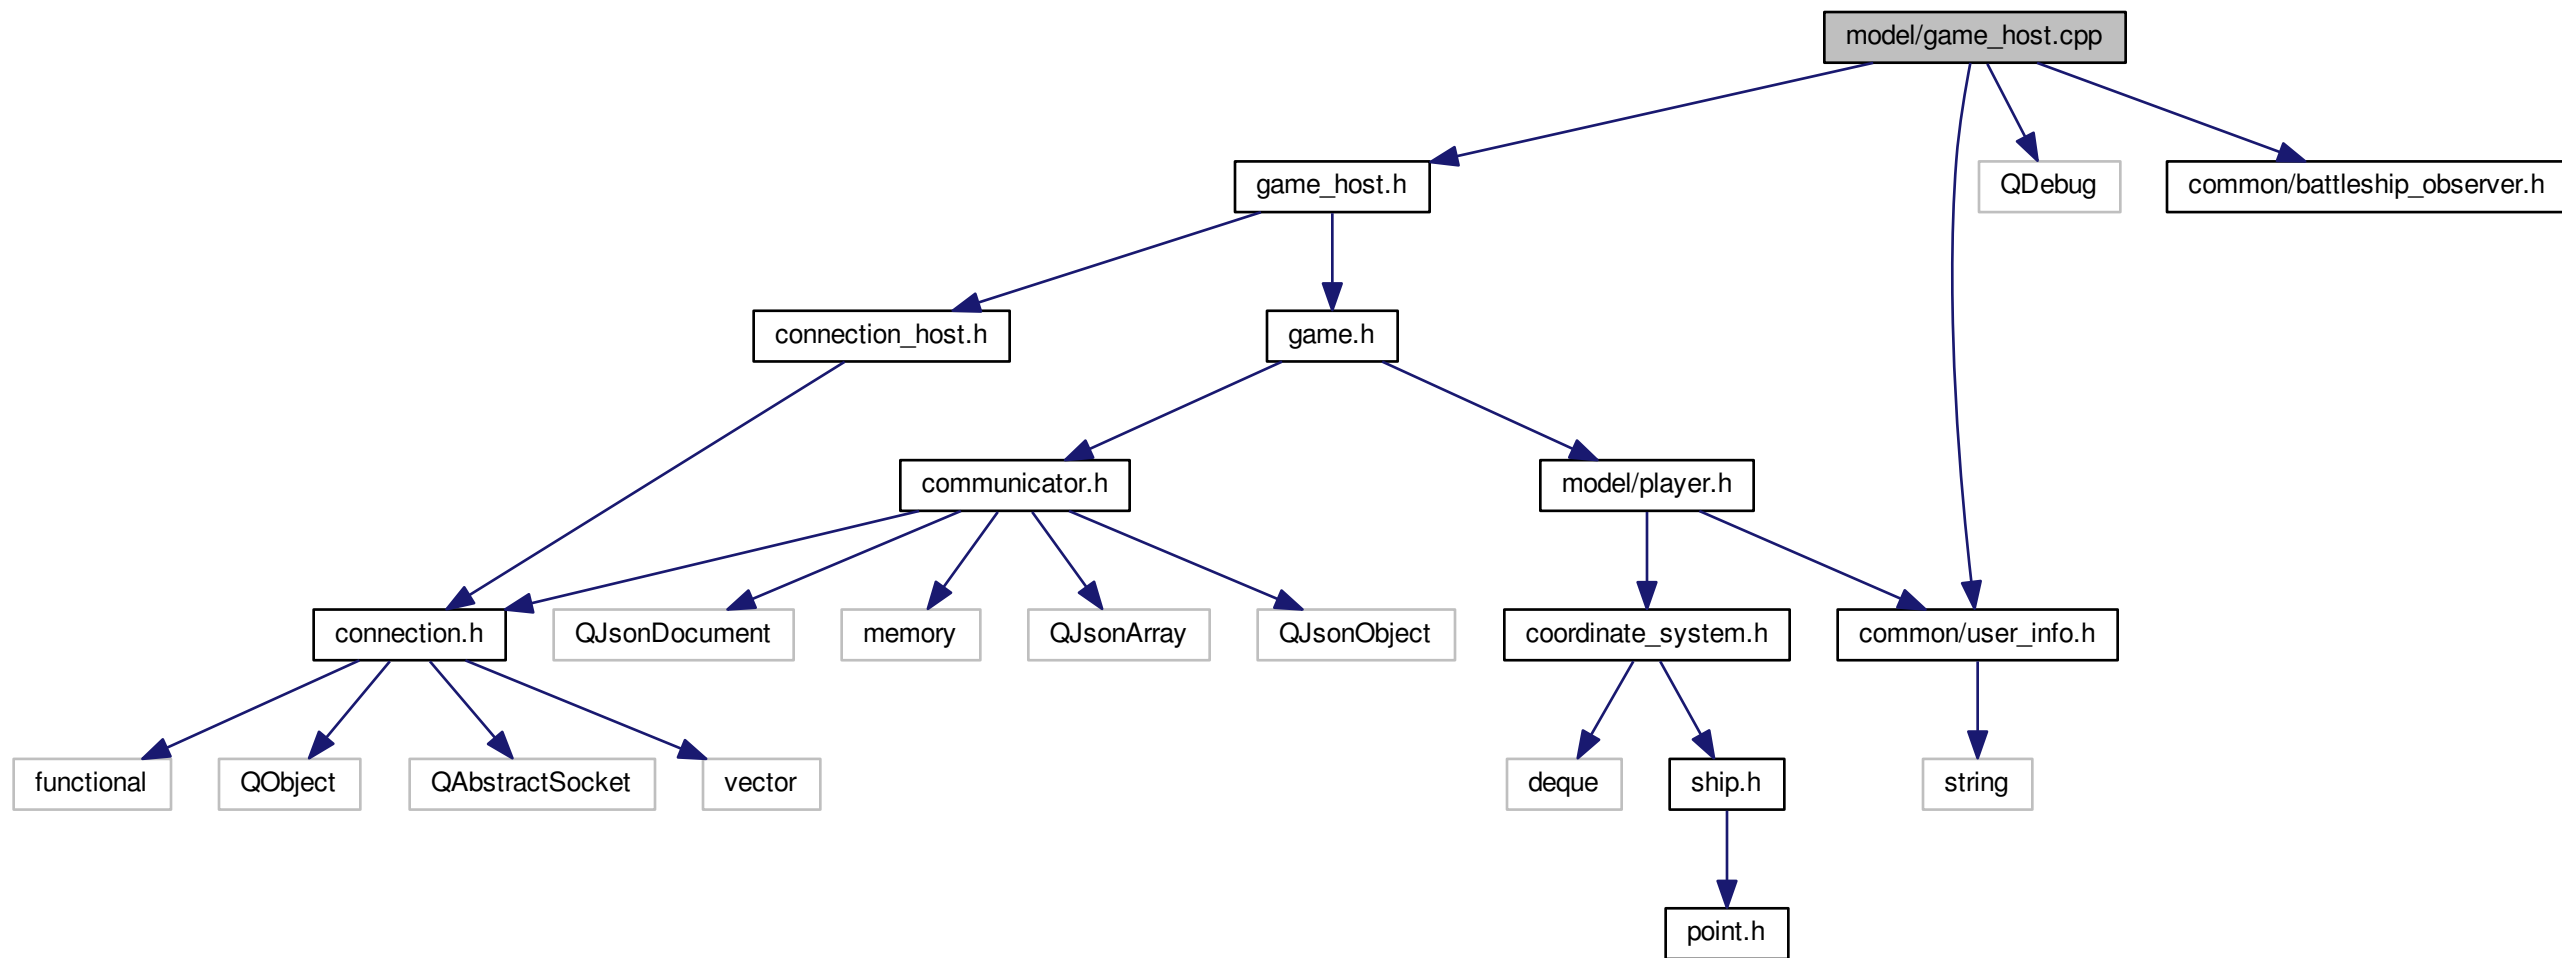 model/game_host.cpp
game_host.h
QDebug
common/battleship_observer.h
connection_host.h
game.h
communicator.h
model/player.h
connection.h
QJsonDocument
memory
QJsonArray
QJsonObject
coordinate_system.h
common/user_info.h
functional
QObject
QAbstractSocket
vector
deque
ship.h
string
point.h